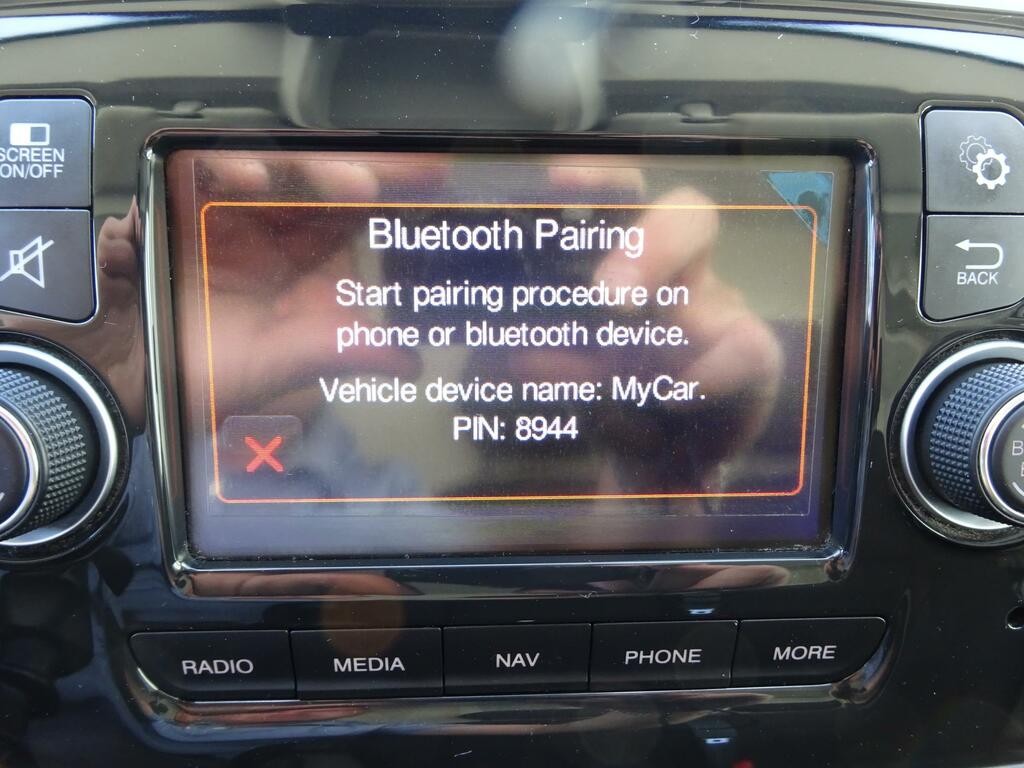 SCREEN
ON/OFF
Bluetooth Pairing
Start pairing procedure on
phone or bluetooth device.
Vehicle device name: MyCar.
PIN: 8944
BACK
RADIO
MEDIA
NAV
PHONE
MORE